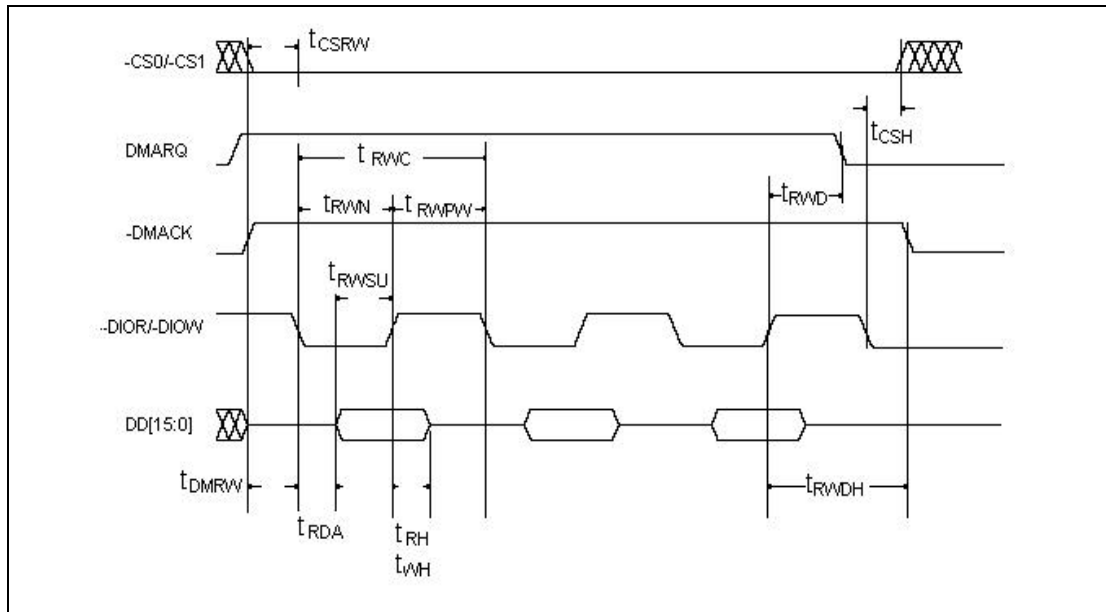 tCSRW
-CS0/-CS1
tCSH
DMARQ
tRWC
tRWD
tRWN
tRWPW
-DMACK
tRWSU
--DIOR/-DIOW
DD[15:0]
tDMRW
tRWDH
tRDA
tRH
tWH